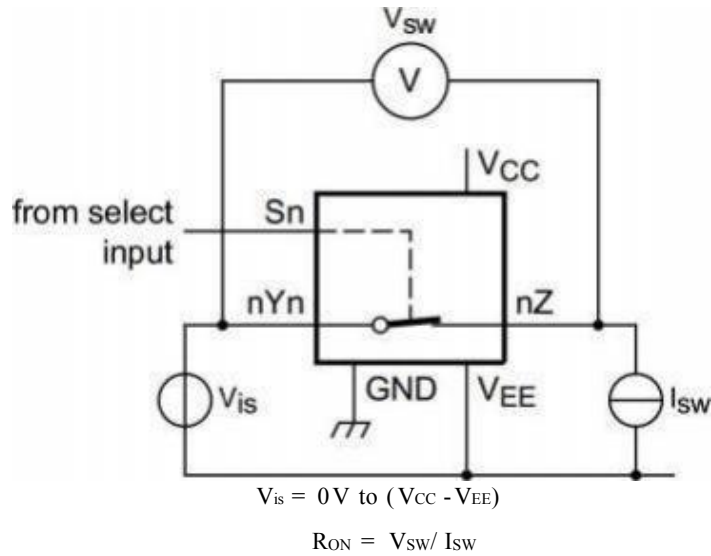 Vsw
V
VCC
from select
input
Sn
nYn
nZ
Vis
GND
VEE
Isw
Vis = 0V to (VCC - VEE)
RON = VSW/ ISW